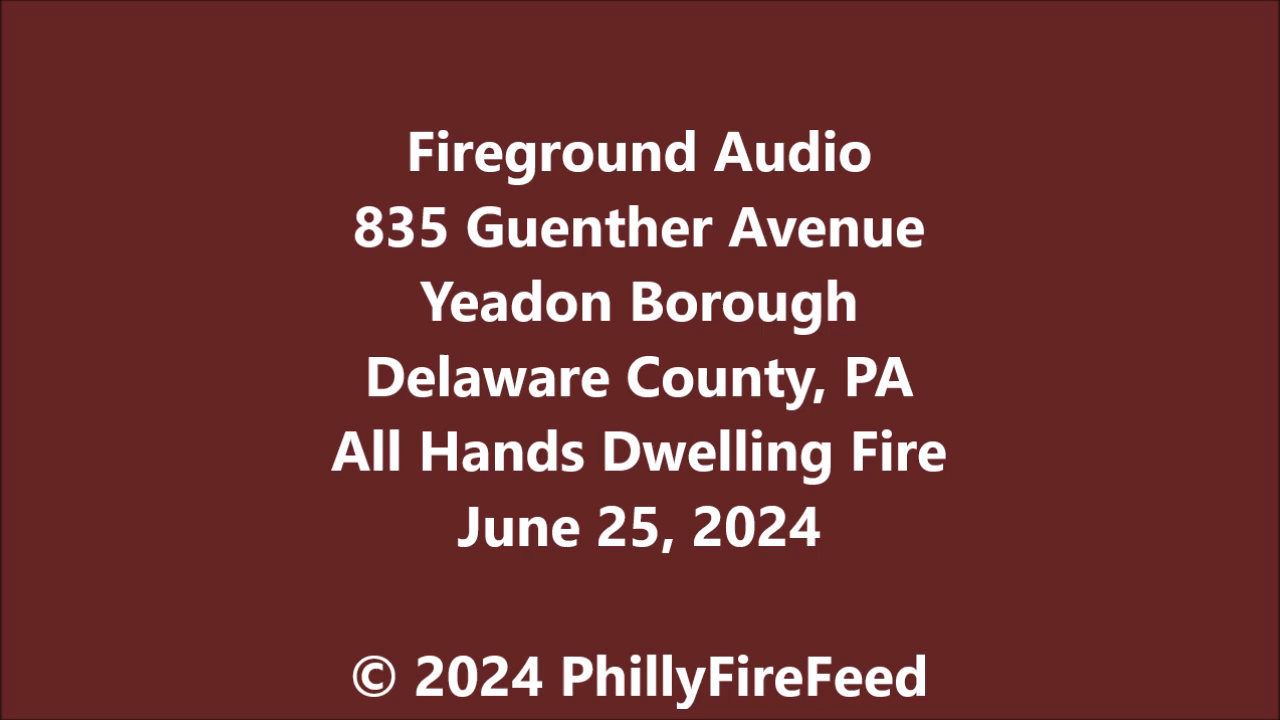 Fireground Audio
835 Guenther Avenue
Yeadon Borough
Delaware County, PA
All Hands Dwelling Fire
June 25, 2024
© 2024 PhillyFireFeed